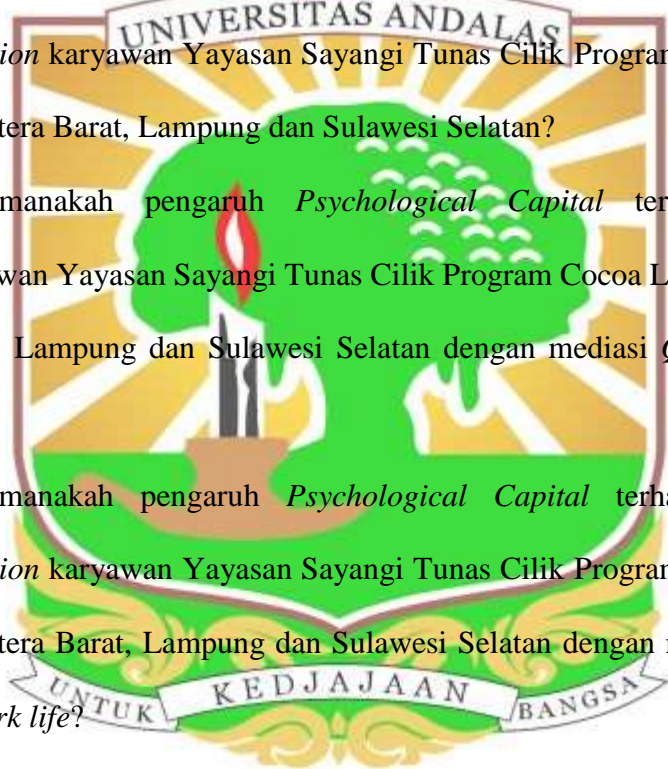 UNIVERSITAS ANDALAS
ion karyawan Yayasan Sayangi Tunas Cilik Program
tera Barat, Lampung dan Sulawesi Selatan?
manakah pengaruh Psychological Capital ter
wan Yayasan Sayangi Tunas Cilik Program Cocoa L
Lampung dan Sulawesi Selatan dengan mediasi Q
manakah pengaruh Psychological Capital terha
ion karyawan Yayasan Sayangi Tunas Cilik Program
tera Barat, Lampung dan Sulawesi Selatan dengan
rk life?
UNTUK KEDJAJAAN BANGSA